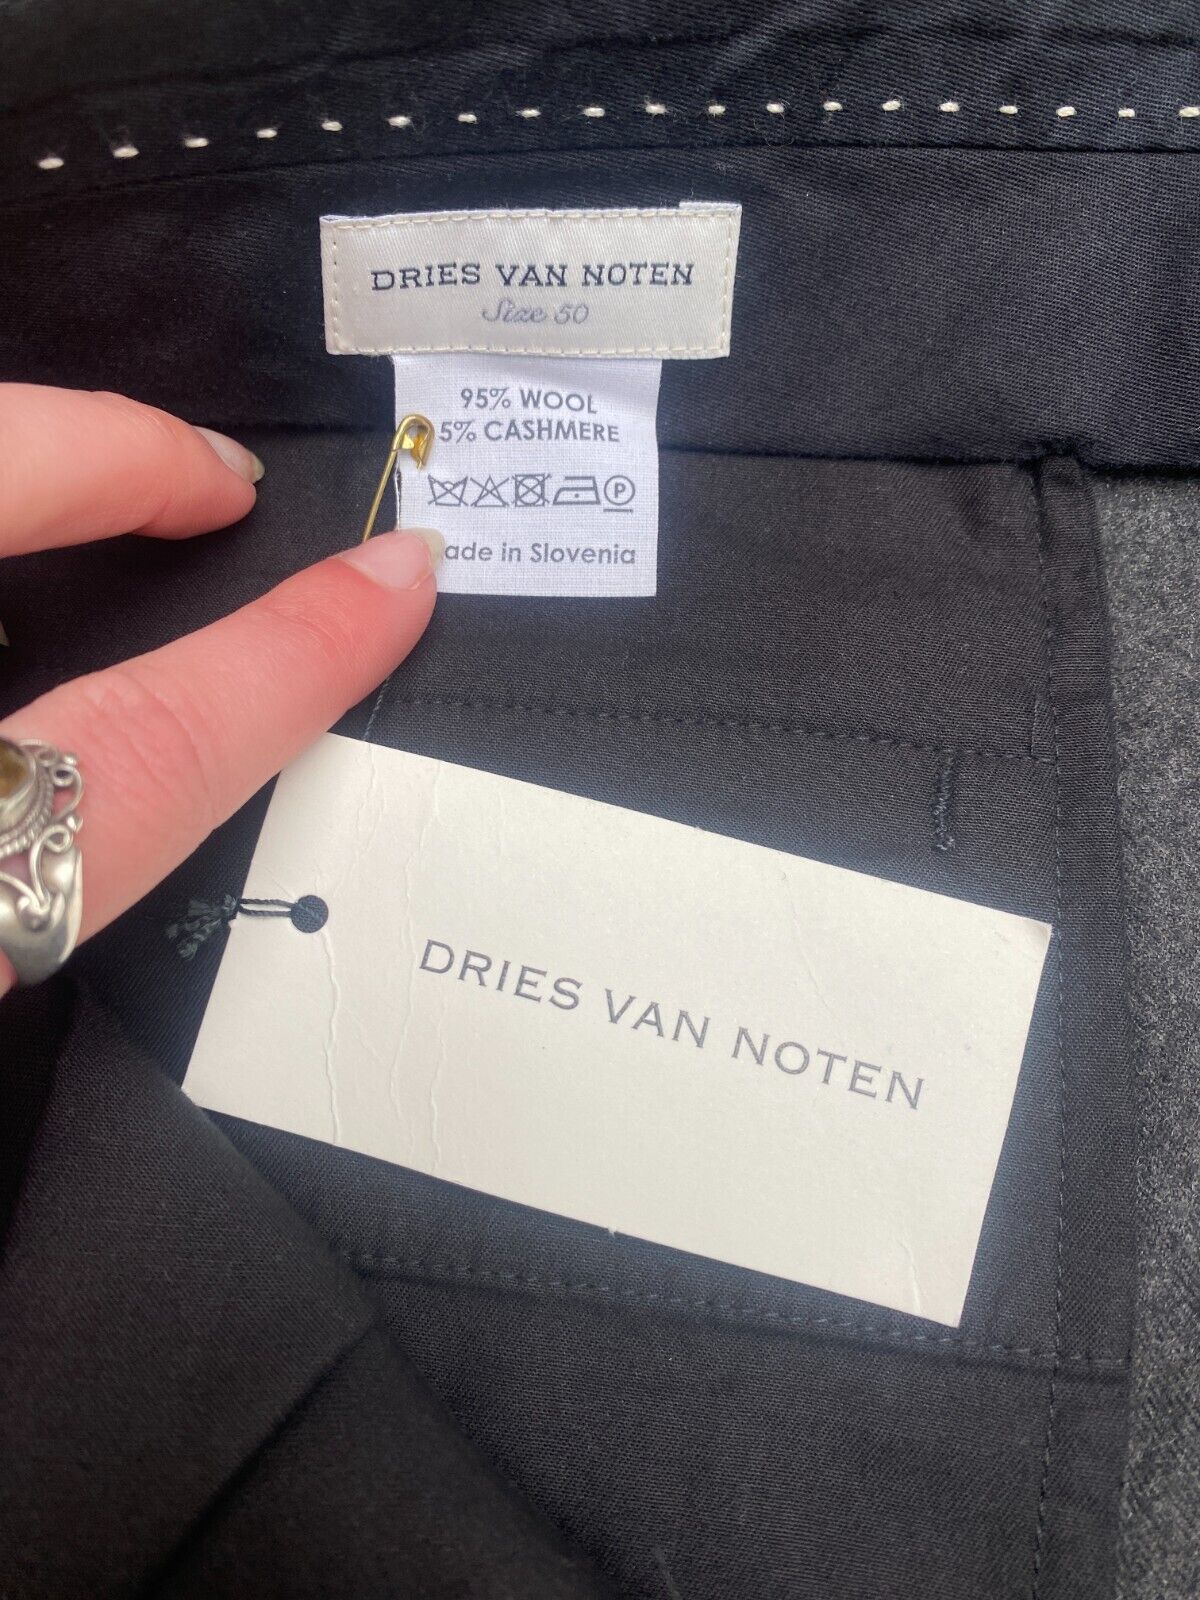 DRIES VAN NOTEN
Size 50
95% WOOL
5% CASHMERE
P
ade in Slovenia
DRIES VAN NOTEN